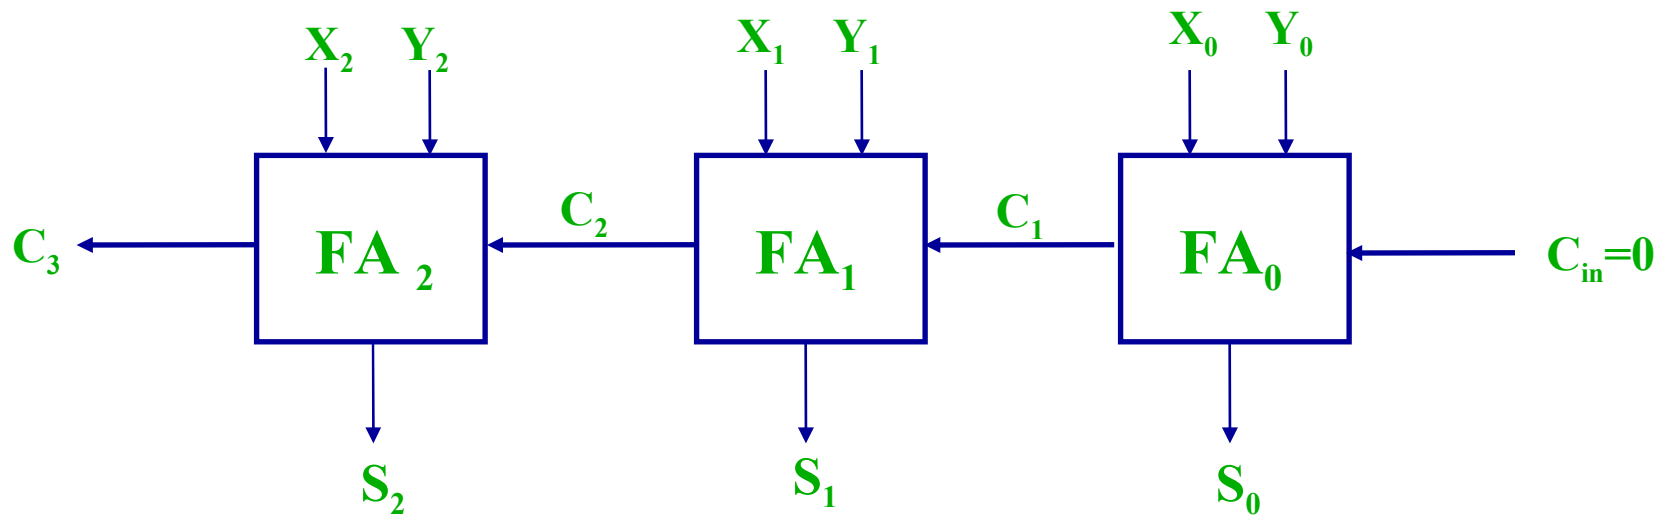 X₂ Y₂ X₁ Y₁ X₀ Y₀
C₃ FA ₂ C₂ FA₁ C₁ FA₀ Cᵢₙ=0
S₂ S₁ S₀